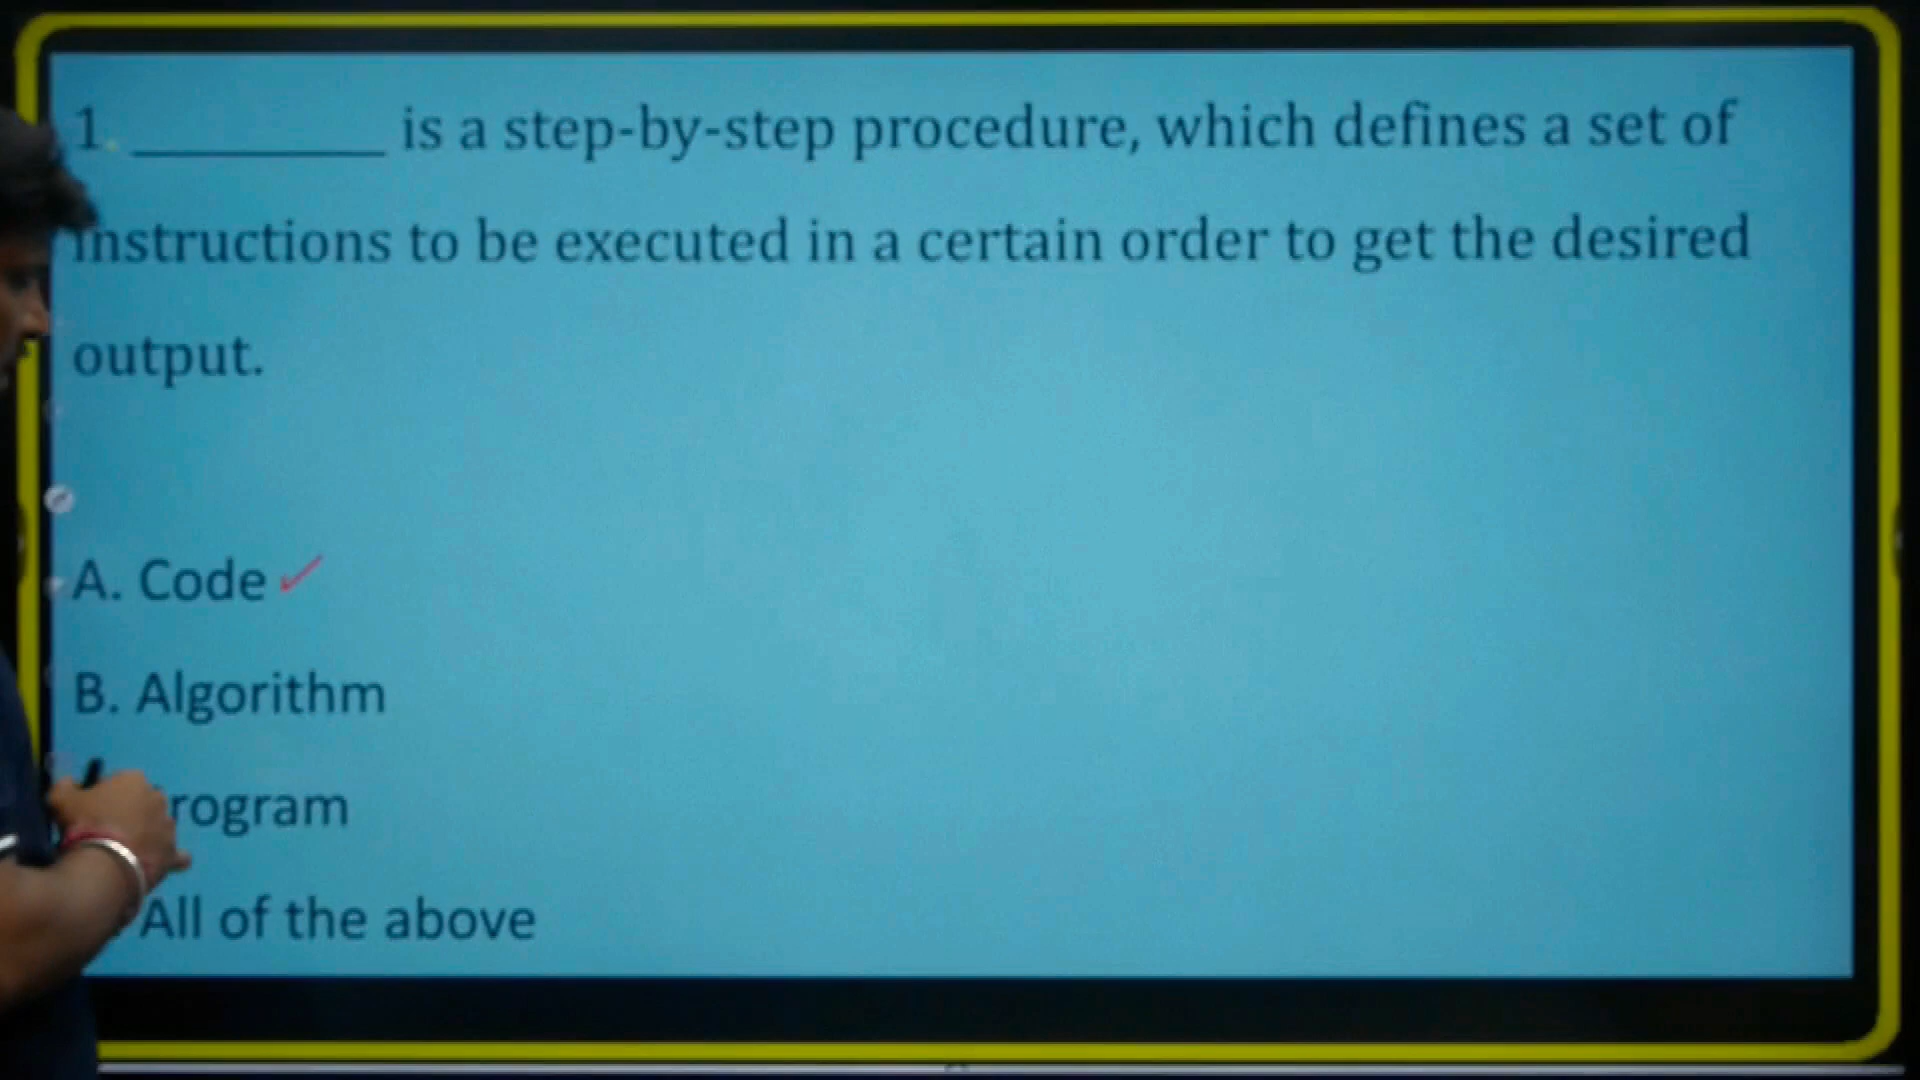 1. ________ is a step-by-step procedure, which defines a set of
instructions to be executed in a certain order to get the desired
output.
A. Code ✓
B. Algorithm
rogram
All of the above